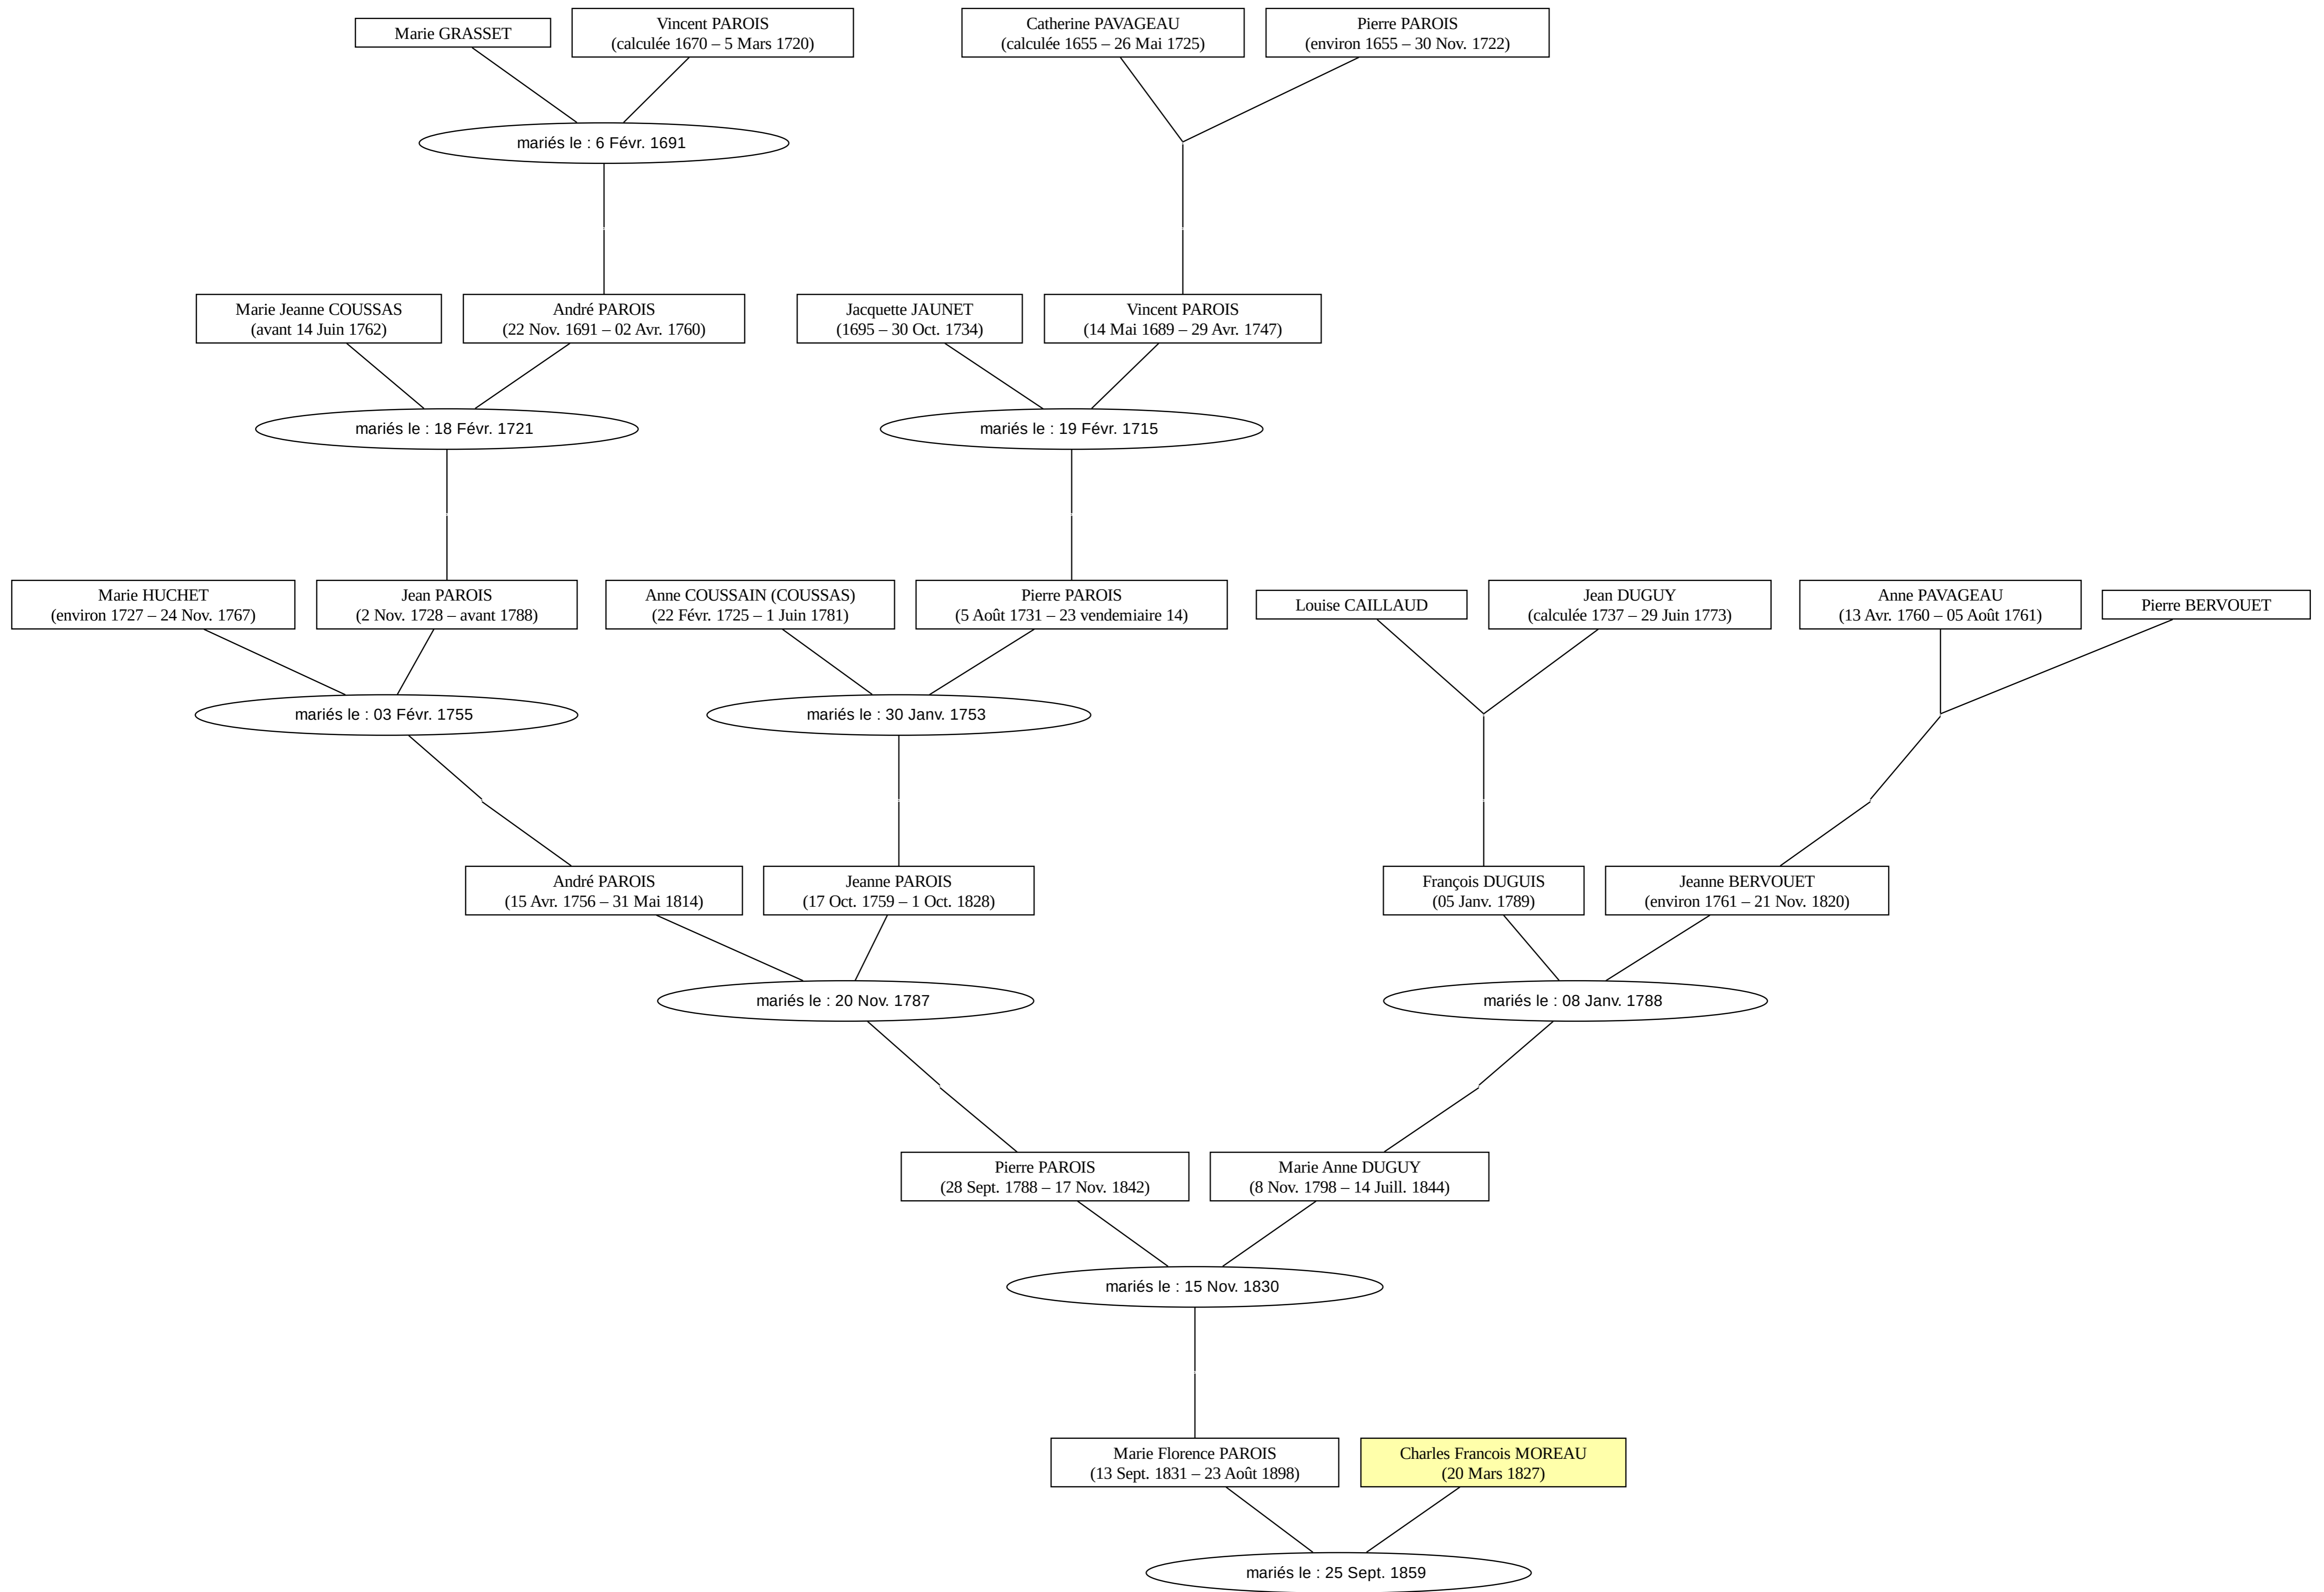 Marie GRASSET
Vincent PAROIS
(calculée 1670 – 5 Mars 1720)
Catherine PAVAGEAU
(calculée 1655 – 26 Mai 1725)
Pierre PAROIS
(environ 1655 – 30 Nov. 1722)
mariés le : 6 Févr. 1691
Marie Jeanne COUSSAS
(avant 14 Juin 1762)
André PAROIS
(22 Nov. 1691 – 02 Avr. 1760)
Jacquette JAUNET
(1695 – 30 Oct. 1734)
Vincent PAROIS
(14 Mai 1689 – 29 Avr. 1747)
mariés le : 18 Févr. 1721
mariés le : 19 Févr. 1715
Marie HUCHET
(environ 1727 – 24 Nov. 1767)
Jean PAROIS
(2 Nov. 1728 – avant 1788)
Anne COUSSAIN (COUSSAS)
(22 Févr. 1725 – 1 Juin 1781)
Pierre PAROIS
(5 Août 1731 – 23 vendemiaire 14)
Louise CAILLAUD
Jean DUGUY
(calculée 1737 – 29 Juin 1773)
Anne PAVAGEAU
(13 Avr. 1760 – 05 Août 1761)
Pierre BERVOUET
mariés le : 03 Févr. 1755
mariés le : 30 Janv. 1753
André PAROIS
(15 Avr. 1756 – 31 Mai 1814)
Jeanne PAROIS
(17 Oct. 1759 – 1 Oct. 1828)
François DUGUIS
(05 Janv. 1789)
Jeanne BERVOUET
(environ 1761 – 21 Nov. 1820)
mariés le : 20 Nov. 1787
mariés le : 08 Janv. 1788
Pierre PAROIS
(28 Sept. 1788 – 17 Nov. 1842)
Marie Anne DUGUY
(8 Nov. 1798 – 14 Juill. 1844)
mariés le : 15 Nov. 1830
Marie Florence PAROIS
(13 Sept. 1831 – 23 Août 1898)
Charles Francois MOREAU
(20 Mars 1827)
mariés le : 25 Sept. 1859